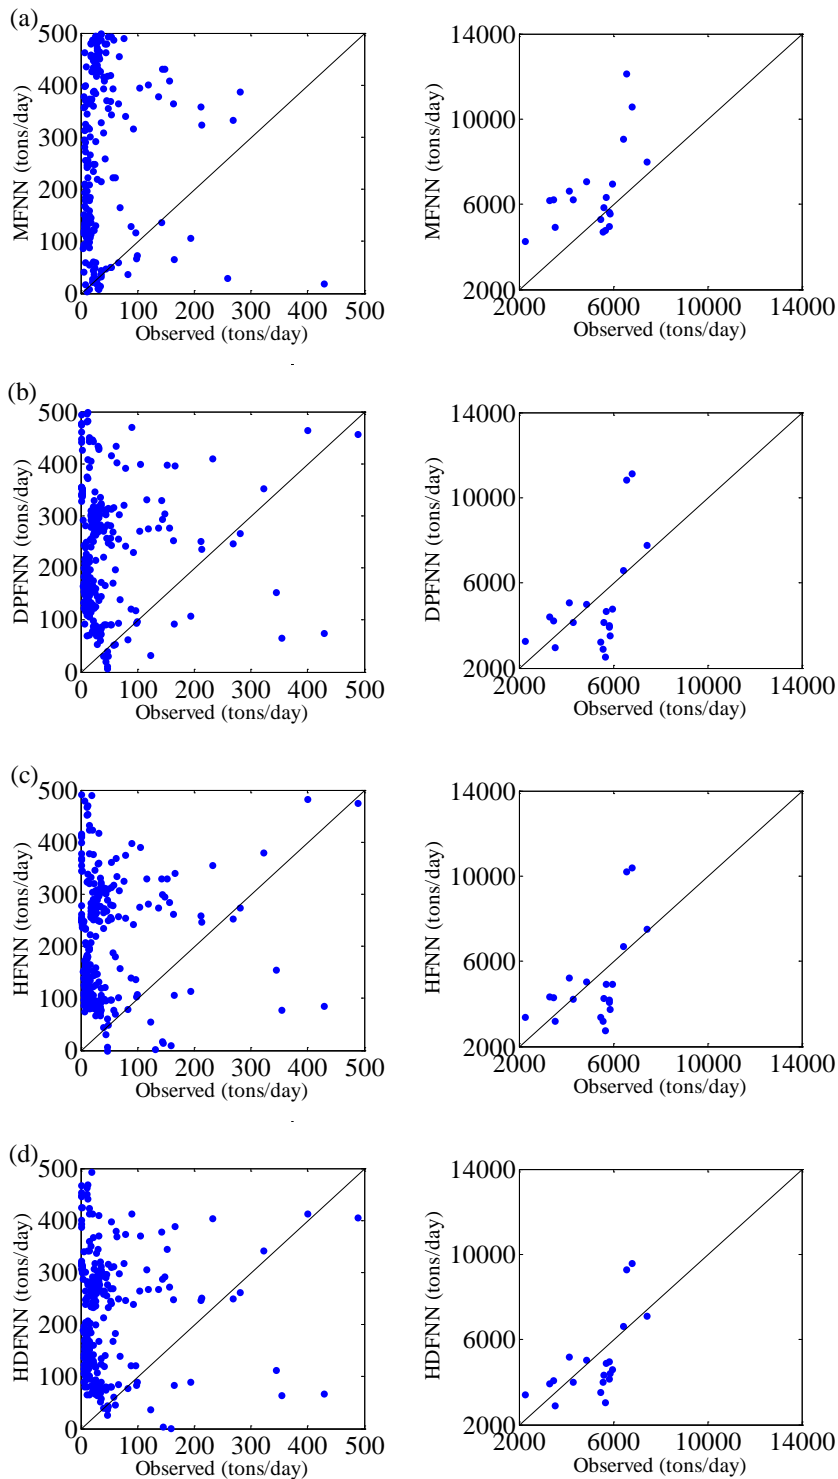 (a)
500
400
300
200
100
0
MFNN (tons/day)
0 100 200 300 400 500
Observed (tons/day)
14000
10000
6000
2000
MFNN (tons/day)
2000 6000 10000 14000
Observed (tons/day)
(b)
500
400
300
200
100
0
DPFNN (tons/day)
0 100 200 300 400 500
Observed (tons/day)
14000
10000
6000
2000
DPFNN (tons/day)
2000 6000 10000 14000
Observed (tons/day)
(c)
500
400
300
200
100
0
HFNN (tons/day)
0 100 200 300 400 500
Observed (tons/day)
14000
10000
6000
2000
HFNN (tons/day)
2000 6000 10000 14000
Observed (tons/day)
(d)
500
400
300
200
100
0
HDFNN (tons/day)
0 100 200 300 400 500
Observed (tons/day)
14000
10000
6000
2000
HDFNN (tons/day)
2000 6000 10000 14000
Observed (tons/day)